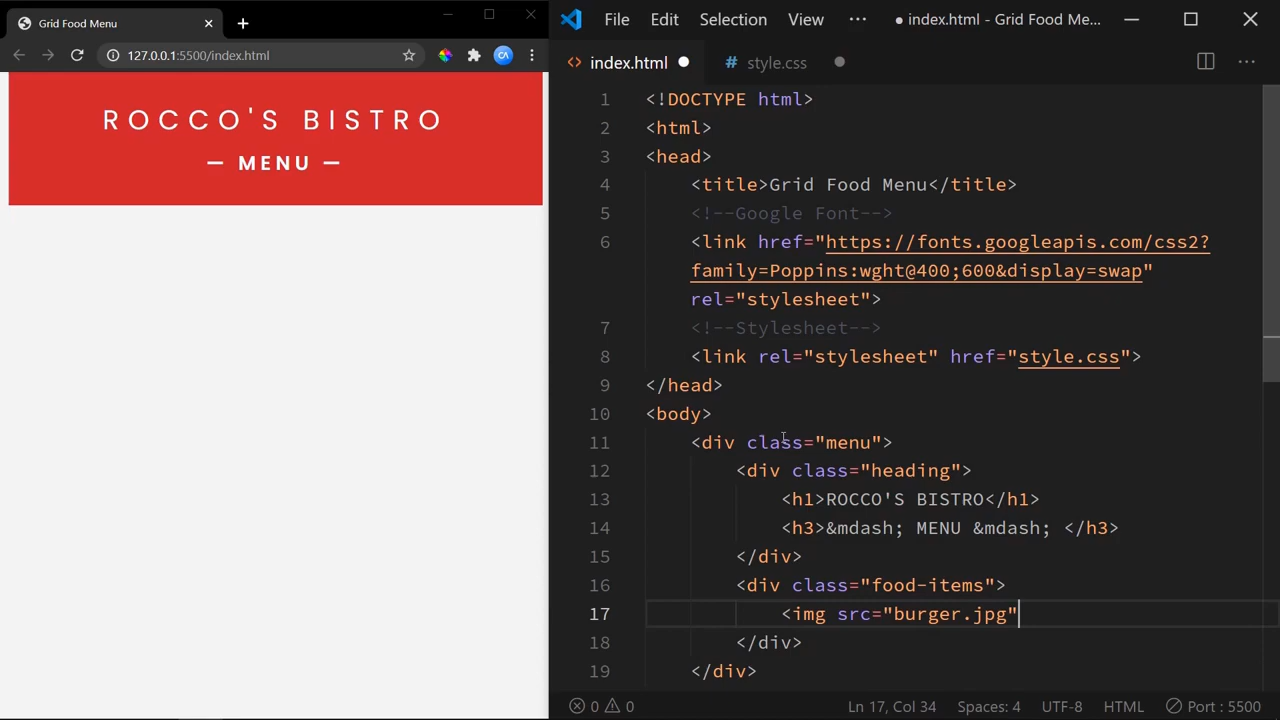 Grid Food Menu
127.0.0.1:5500/index.html
ROCCO'S BISTRO
— MENU —
File Edit Selection View ··· ● index.html - Grid Food Me...
<> index.html ● # style.css ●
1 <!DOCTYPE html>
2 <html>
3 <head>
4 <title>Grid Food Menu</title>
5 <!--Google Font-->
6 <link href="https://fonts.googleapis.com/css2?
family=Poppins:wght@400;600&display=swap"
rel="stylesheet">
7 <!--Stylesheet-->
8 <link rel="stylesheet" href="style.css">
9 </head>
10 <body>
11 <div class="menu">
12 <div class="heading">
13 <h1>ROCCO'S BISTRO</h1>
14 <h3>&mdash; MENU &mdash; </h3>
15 </div>
16 <div class="food-items">
17 <img src="burger.jpg"
18 </div>
19 </div>
0 0 Ln 17, Col 34 Spaces: 4 UTF-8 HTML Port : 5500